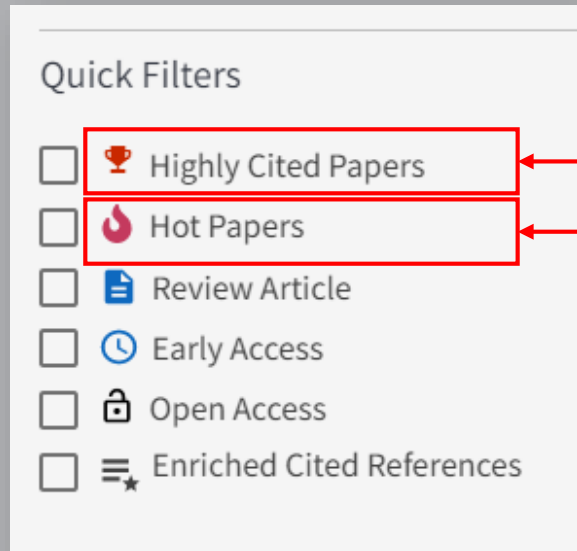 Quick Filters
Highly Cited Papers
Hot Papers
Review Article
Early Access
Open Access
Enriched Cited References